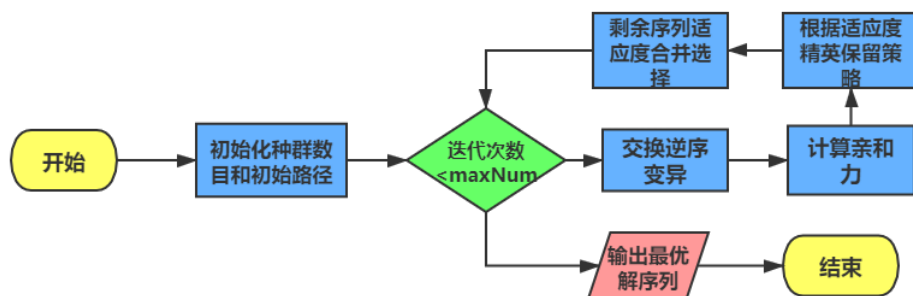 剩余序列适
应度合并选
择
根据适应度
精英保留策
略
开始
初始化种群数
目和初始路径
迭代次数
<maxNum
交换逆序
变异
计算亲和
力
输出最优
解序列
结束